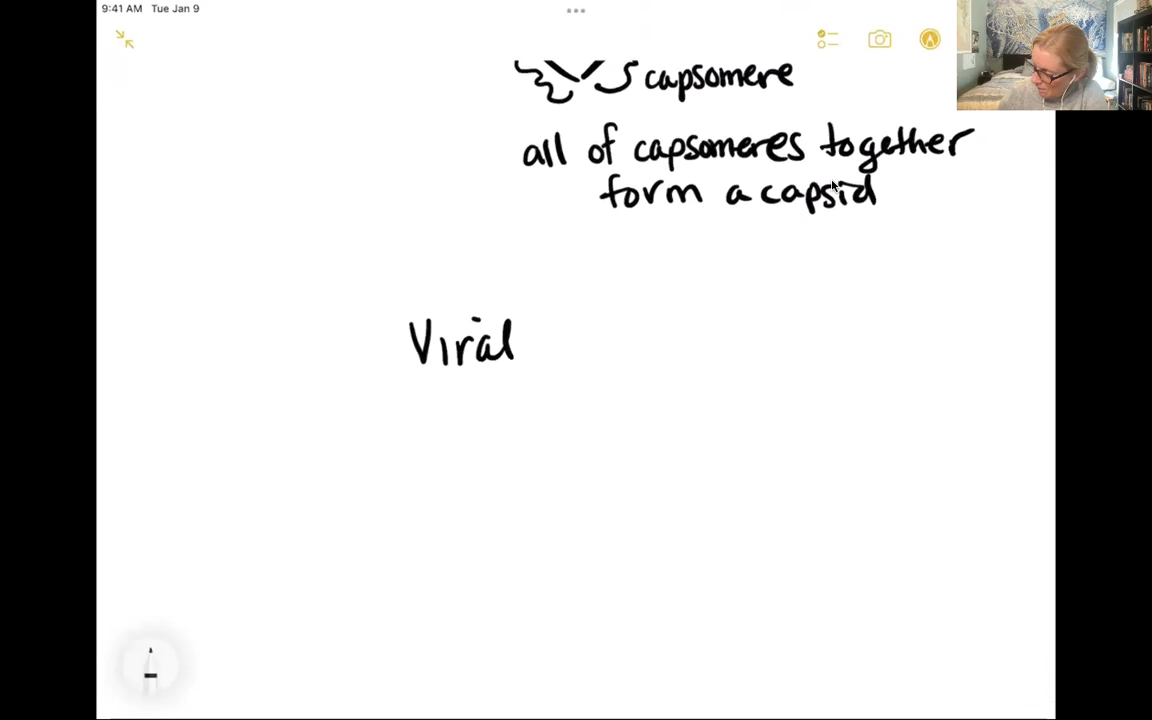 9:41 AM Tue Jan 9
capsomere
all of capsomeres together
form a capsid
Viral